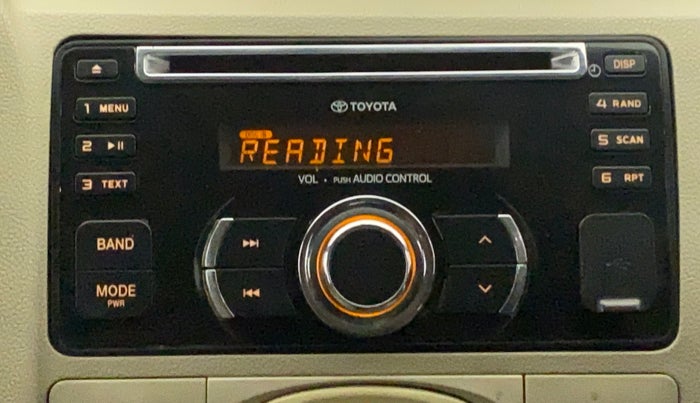 DISP
1 MENU
TOYOTA
4 RAND
2
READING
5 SCAN
3 TEXT
VOL • PUSH AUDIO CONTROL
6 RPT
BAND
MODE
PWR